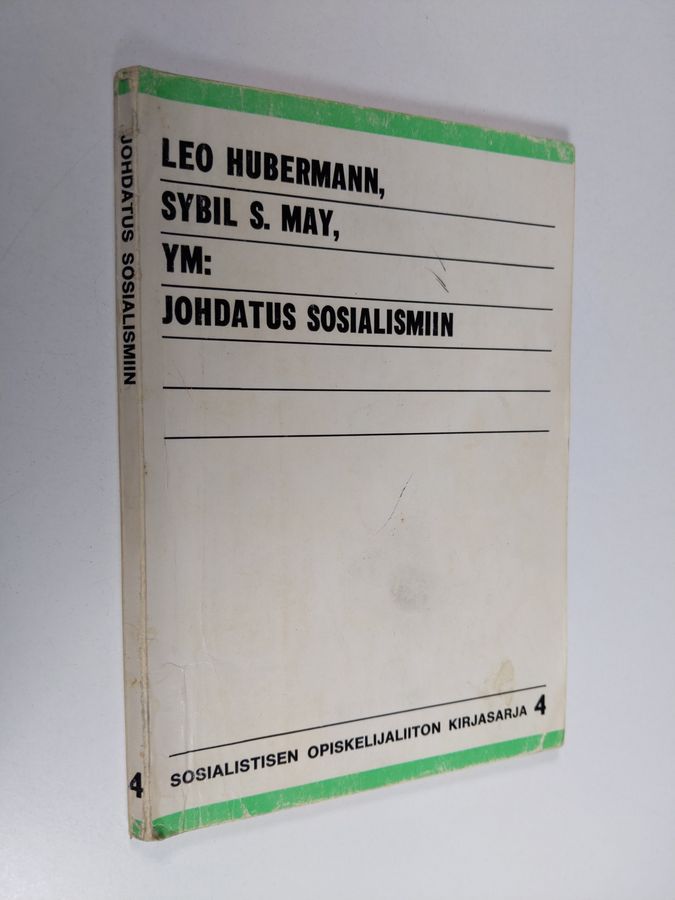 LEO HUBERMANN,
SYBIL S. MAY,
YM:
JOHDATUS SOSIALISMIIN
SOSIALISTISEN OPISKELIJALIITON KIRJASARJA 4
JOHDATUS SOSIALISMIIN
4